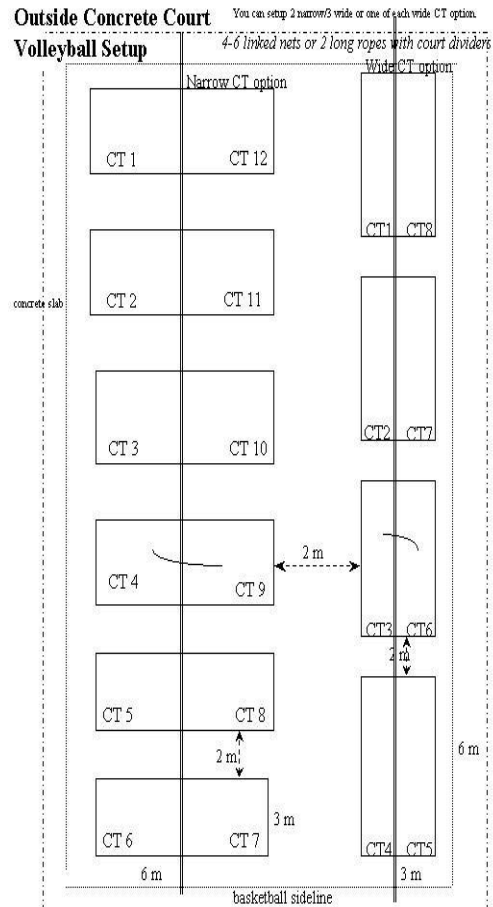 Outside Concrete Court
You can setup 2 narrow/3 wide or one of each wide CT option.
Volleyball Setup
4-6 linked nets or 2 long ropes with court dividers
Narrow CT option
Wide CT option
CT 1 CT 12
CT1 CT8
CT 2 CT 11
concrete slab
CT 3 CT 10
CT2 CT7
CT 4 CT 9
2 m
CT3 CT6
2 m
CT 5 CT 8
2 m
6 m
3 m
CT 6 CT 7
CT4 CT5
6 m
3 m
basketball sideline